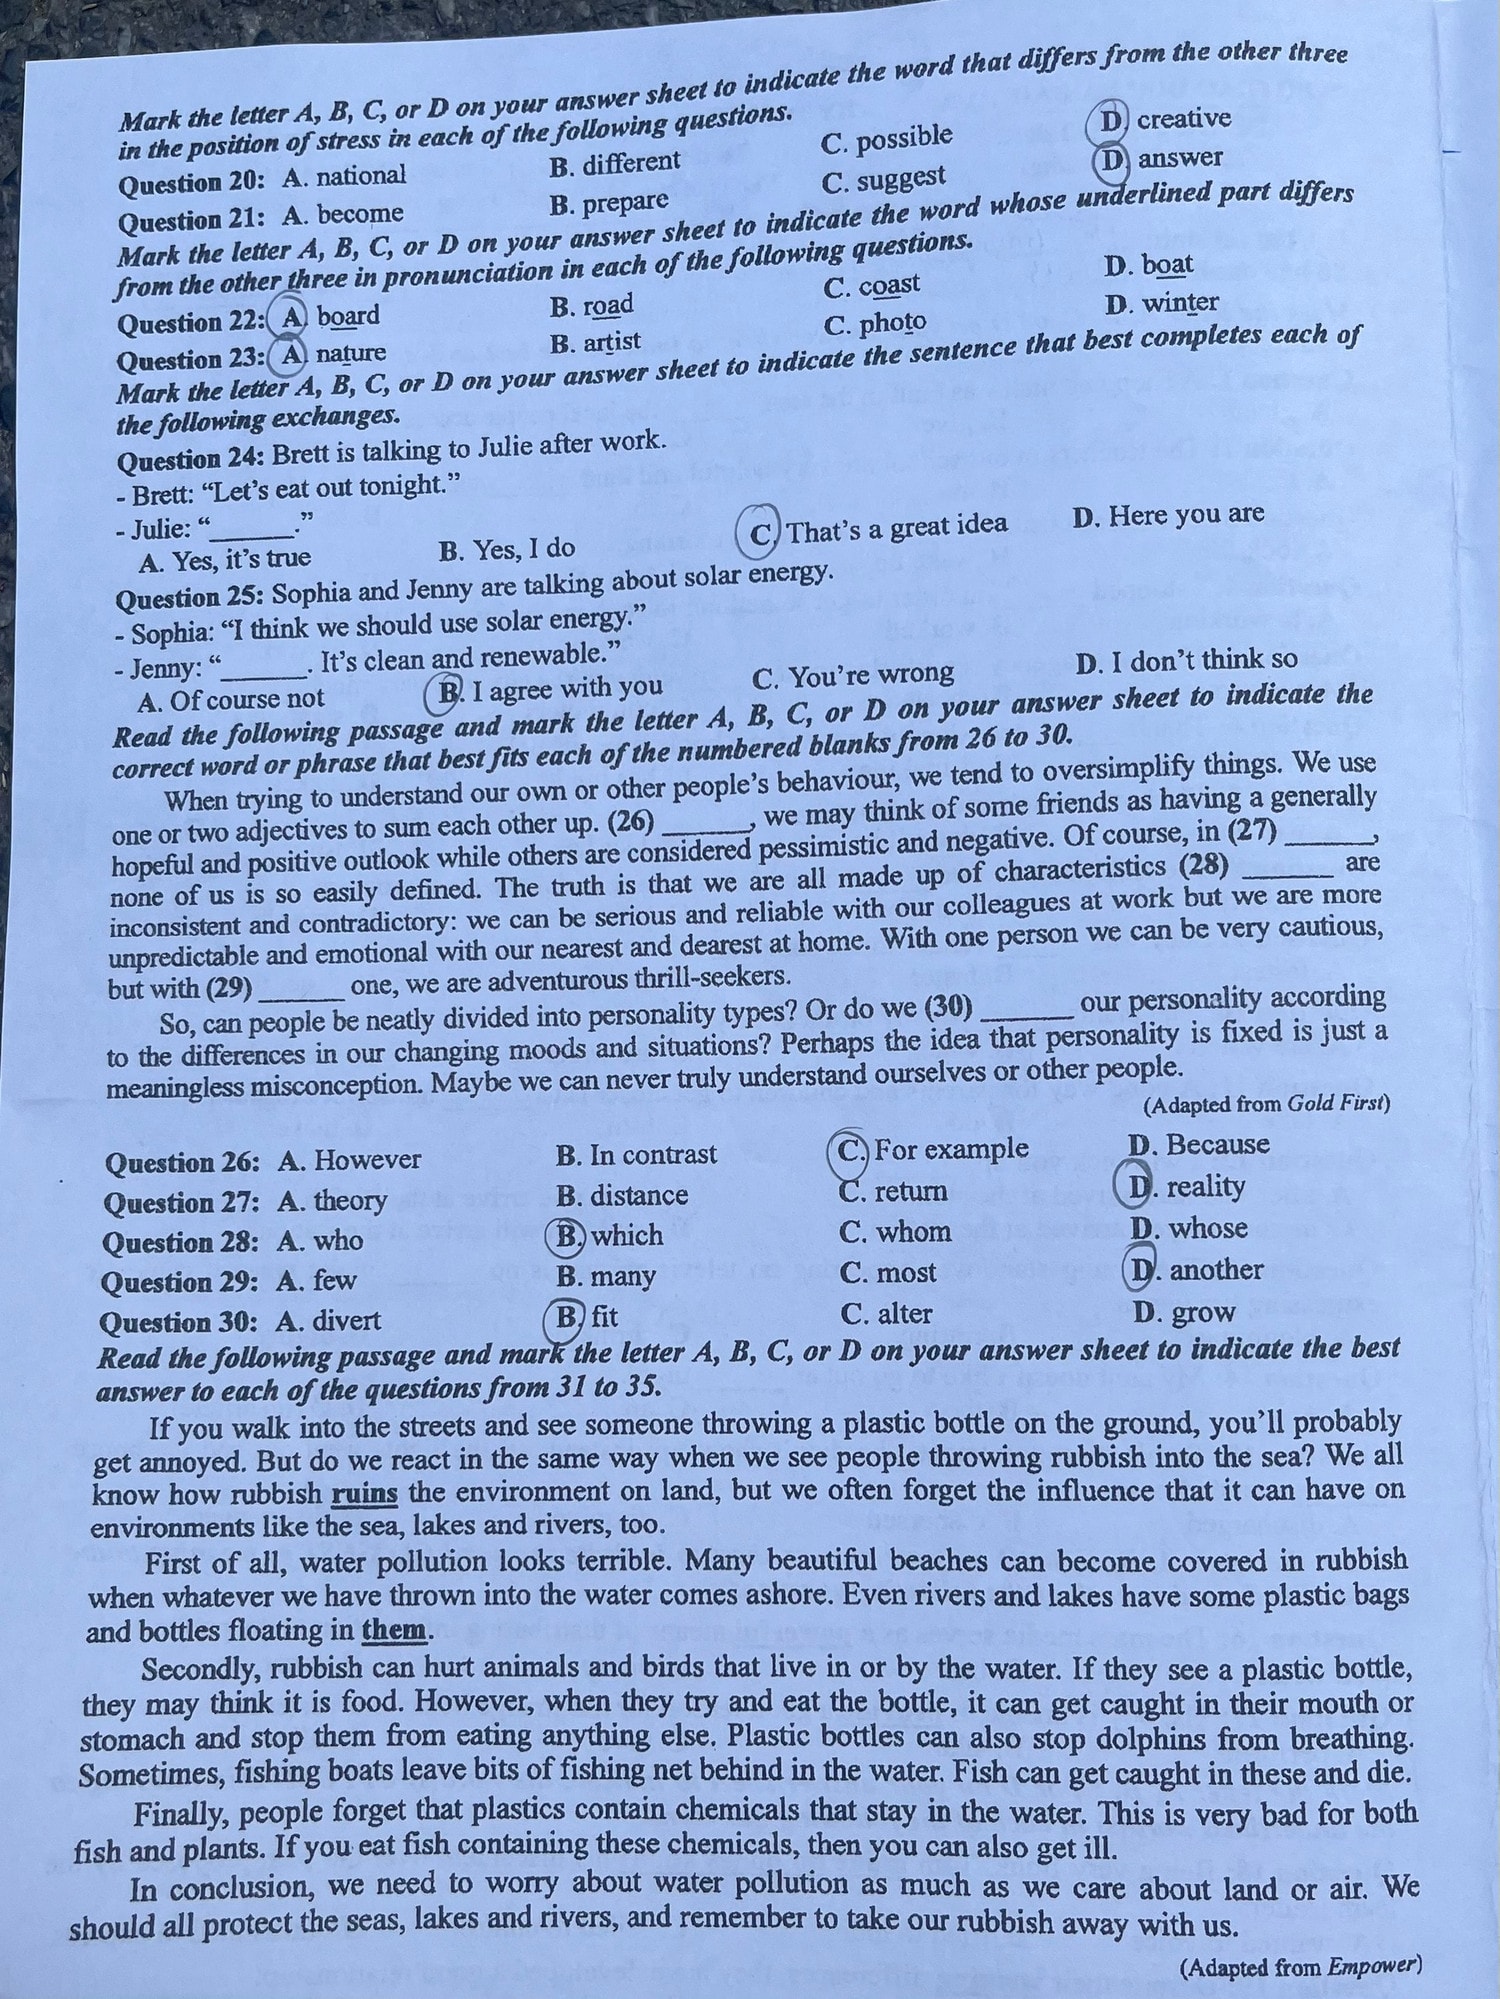 Mark the letter A, B, C, or D on your answer sheet to indicate the word that differs from the other three
in the position of stress in each of the following questions.
Question 20: A. national B. different C. possible D. creative
Question 21: A. become B. prepare C. suggest D. answer
Mark the letter A, B, C, or D on your answer sheet to indicate the word whose underlined part differs
from the other three in pronunciation in each of the following questions.
Question 22: A. board B. road C. coast D. boat
Question 23: A. nature B. artist C. photo D. winter
Mark the letter A, B, C, or D on your answer sheet to indicate the sentence that best completes each of
the following exchanges.
Question 24: Brett is talking to Julie after work.
- Brett: “Let’s eat out tonight.”
- Julie: “______.”
A. Yes, it’s true B. Yes, I do C. That’s a great idea D. Here you are
Question 25: Sophia and Jenny are talking about solar energy.
- Sophia: “I think we should use solar energy.”
- Jenny: “______. It’s clean and renewable.”
A. Of course not B. I agree with you C. You’re wrong D. I don’t think so
Read the following passage and mark the letter A, B, C, or D on your answer sheet to indicate the
correct word or phrase that best fits each of the numbered blanks from 26 to 30.
When trying to understand our own or other people’s behaviour, we tend to oversimplify things. We use
one or two adjectives to sum each other up. (26) ______, we may think of some friends as having a generally
hopeful and positive outlook while others are considered pessimistic and negative. Of course, in (27) ______,
none of us is so easily defined. The truth is that we are all made up of characteristics (28) ______ are
inconsistent and contradictory: we can be serious and reliable with our colleagues at work but we are more
unpredictable and emotional with our nearest and dearest at home. With one person we can be very cautious,
but with (29) ______ one, we are adventurous thrill-seekers.
So, can people be neatly divided into personality types? Or do we (30) ______ our personality according
to the differences in our changing moods and situations? Perhaps the idea that personality is fixed is just a
meaningless misconception. Maybe we can never truly understand ourselves or other people.
(Adapted from Gold First)
Question 26: A. However B. In contrast C. For example D. Because
Question 27: A. theory B. distance C. return D. reality
Question 28: A. who B. which C. whom D. whose
Question 29: A. few B. many C. most D. another
Question 30: A. divert B. fit C. alter D. grow
Read the following passage and mark the letter A, B, C, or D on your answer sheet to indicate the best
answer to each of the questions from 31 to 35.
If you walk into the streets and see someone throwing a plastic bottle on the ground, you’ll probably
get annoyed. But do we react in the same way when we see people throwing rubbish into the sea? We all
know how rubbish ruins the environment on land, but we often forget the influence that it can have on
environments like the sea, lakes and rivers, too.
First of all, water pollution looks terrible. Many beautiful beaches can become covered in rubbish
when whatever we have thrown into the water comes ashore. Even rivers and lakes have some plastic bags
and bottles floating in them.
Secondly, rubbish can hurt animals and birds that live in or by the water. If they see a plastic bottle,
they may think it is food. However, when they try and eat the bottle, it can get caught in their mouth or
stomach and stop them from eating anything else. Plastic bottles can also stop dolphins from breathing.
Sometimes, fishing boats leave bits of fishing net behind in the water. Fish can get caught in these and die.
Finally, people forget that plastics contain chemicals that stay in the water. This is very bad for both
fish and plants. If you eat fish containing these chemicals, then you can also get ill.
In conclusion, we need to worry about water pollution as much as we care about land or air. We
should all protect the seas, lakes and rivers, and remember to take our rubbish away with us.
(Adapted from Empower)